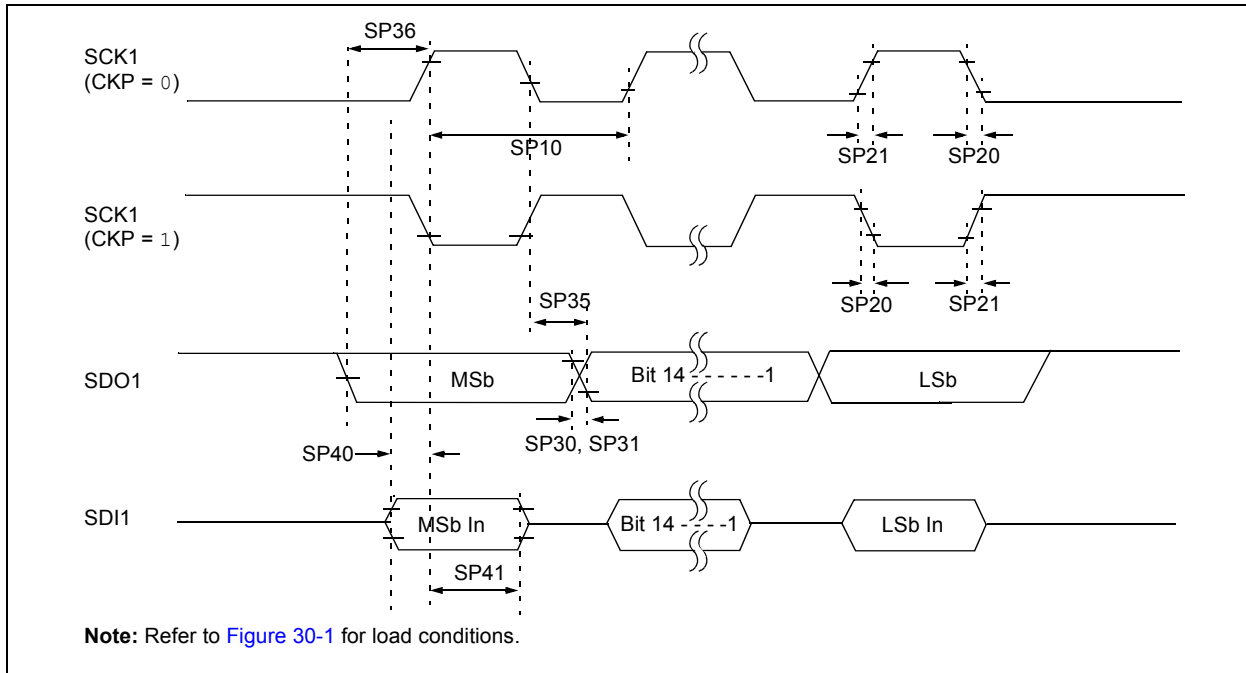 SP36
SCK1
(CKP = 0)
SP10
SP21
SP20
SCK1
(CKP = 1)
SP35
SP20
SP21
SDO1
MSb
Bit 14 - - - - - -1
LSb
SP30, SP31
SP40
SDI1
MSb In
Bit 14 - - - - -1
LSb In
SP41
Note: Refer to Figure 30-1 for load conditions.